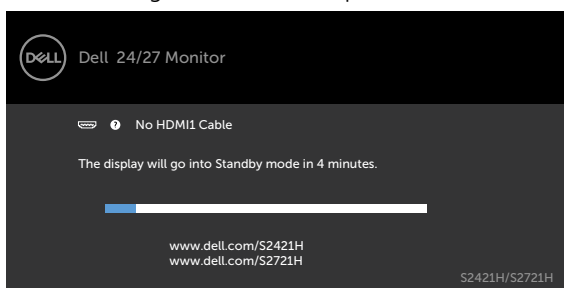 DELL
Dell 24/27 Monitor
? No HDMI1 Cable
The display will go into Standby mode in 4 minutes.
www.dell.com/S2421H
www.dell.com/S2721H
S2421H/S2721H